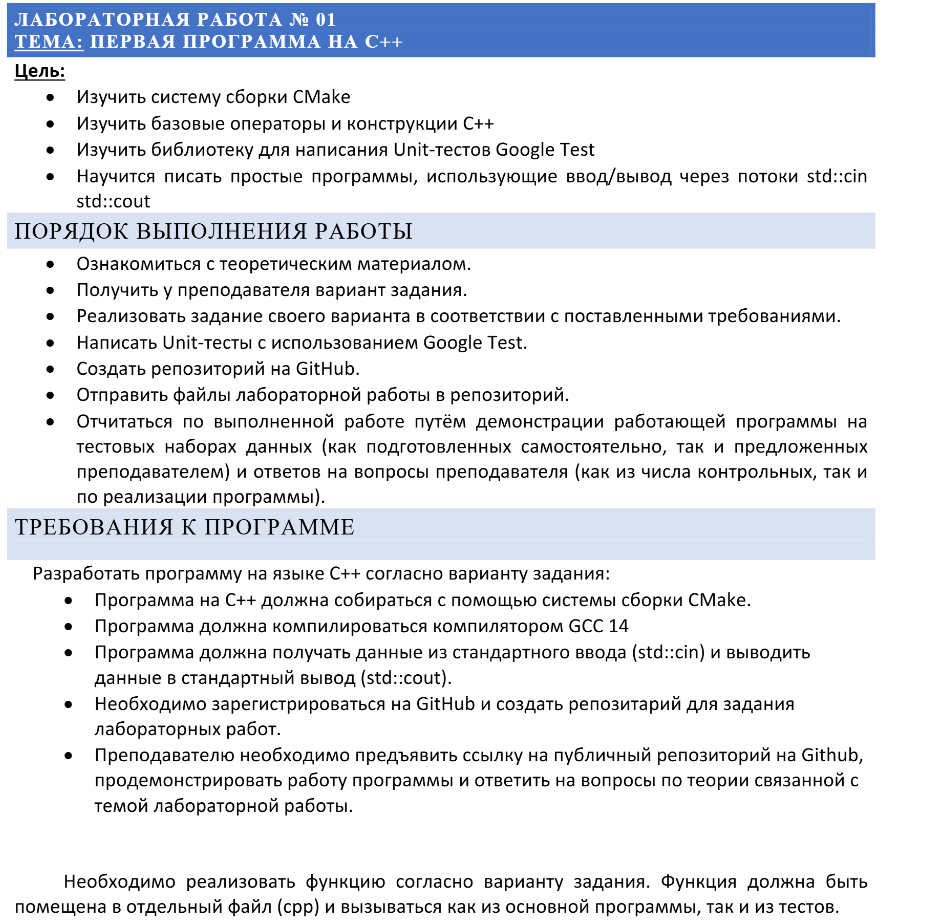 ЛАБОРАТОРНАЯ РАБОТА № 01
ТЕМА: ПЕРВАЯ ПРОГРАММА НА C++
Цель:
• Изучить систему сборки CMake
• Изучить базовые операторы и конструкции C++
• Изучить библиотеку для написания Unit-тестов Google Test
• Научится писать простые программы, использующие ввод/вывод через потоки std::cin
std::cout
ПОРЯДОК ВЫПОЛНЕНИЯ РАБОТЫ
• Ознакомиться с теоретическим материалом.
• Получить у преподавателя вариант задания.
• Реализовать задание своего варианта в соответствии с поставленными требованиями.
• Написать Unit-тесты с использованием Google Test.
• Создать репозиторий на GitHub.
• Отправить файлы лабораторной работы в репозиторий.
• Отчитаться по выполненной работе путём демонстрации работающей программы на
тестовых наборах данных (как подготовленных самостоятельно, так и предложенных
преподавателем) и ответов на вопросы преподавателя (как из числа контрольных, так и
по реализации программы).
ТРЕБОВАНИЯ К ПРОГРАММЕ
Разработать программу на языке C++ согласно варианту задания:
• Программа на C++ должна собираться с помощью системы сборки CMake.
• Программа должна компилироваться компилятором GCC 14
• Программа должна получать данные из стандартного ввода (std::cin) и выводить
данные в стандартный вывод (std::cout).
• Необходимо зарегистрироваться на GitHub и создать репозитарий для задания
лабораторных работ.
• Преподавателю необходимо предъявить ссылку на публичный репозиторий на Github,
продемонстрировать работу программы и ответить на вопросы по теории связанной с
темой лабораторной работы.
Необходимо реализовать функцию согласно варианту задания. Функция должна быть
помещена в отдельный файл (cpp) и вызываться как из основной программы, так и из тестов.